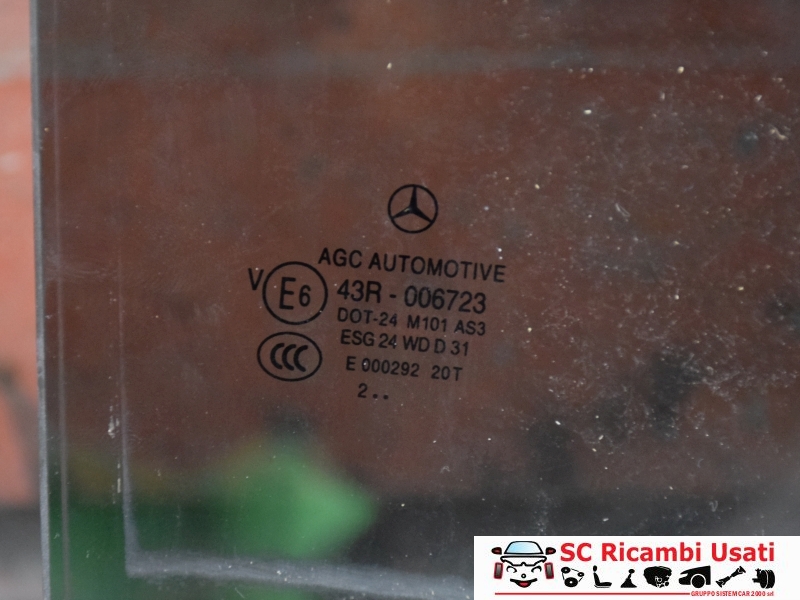 AGC AUTOMOTIVE
V E6 43R - 006723
DOT-24 M101 AS3
ESG 24 WD D 31
CCC
E 000292 20T
2..
SC Ricambi Usati
GRUPPO SISTEMCAR 2000 srl